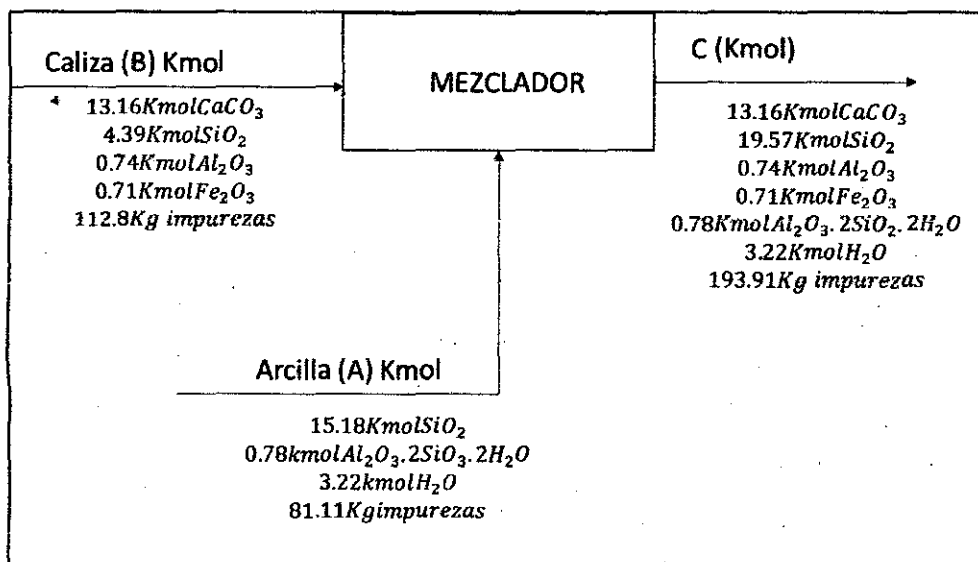 Caliza (B) Kmol
13.16KmolCaCO₃
4.39KmolSiO₂
0.74KmolAl₂O₃
0.71KmolFe₂O₃
112.8Kg impurezas
MEZCLADOR
C (Kmol)
13.16KmolCaCO₃
19.57KmolSiO₂
0.74KmolAl₂O₃
0.71KmolFe₂O₃
0.78KmolAl₂O₃.2SiO₂.2H₂O
3.22KmolH₂O
193.91Kg impurezas
Arcilla (A) Kmol
15.18KmolSiO₂
0.78kmolAl₂O₃.2SiO₃.2H₂O
3.22kmolH₂O
81.11Kgimpurezas